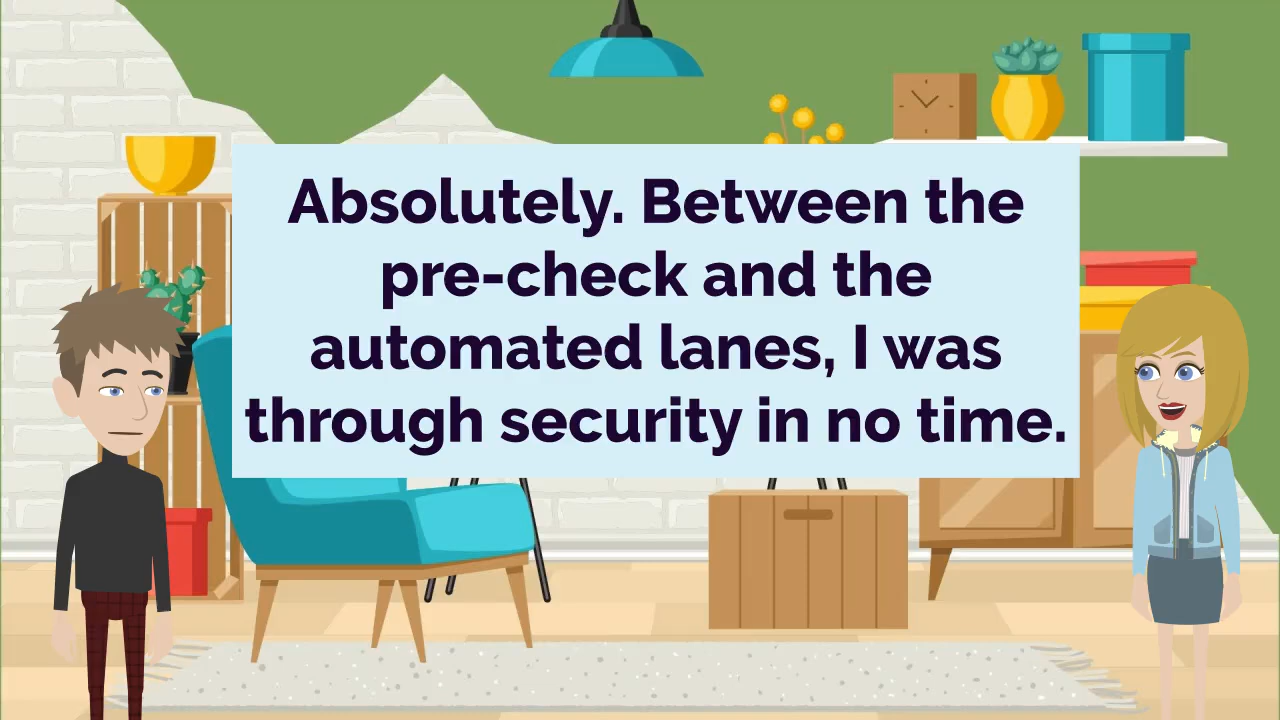 Absolutely. Between the
pre-check and the
automated lanes, I was
through security in no time.